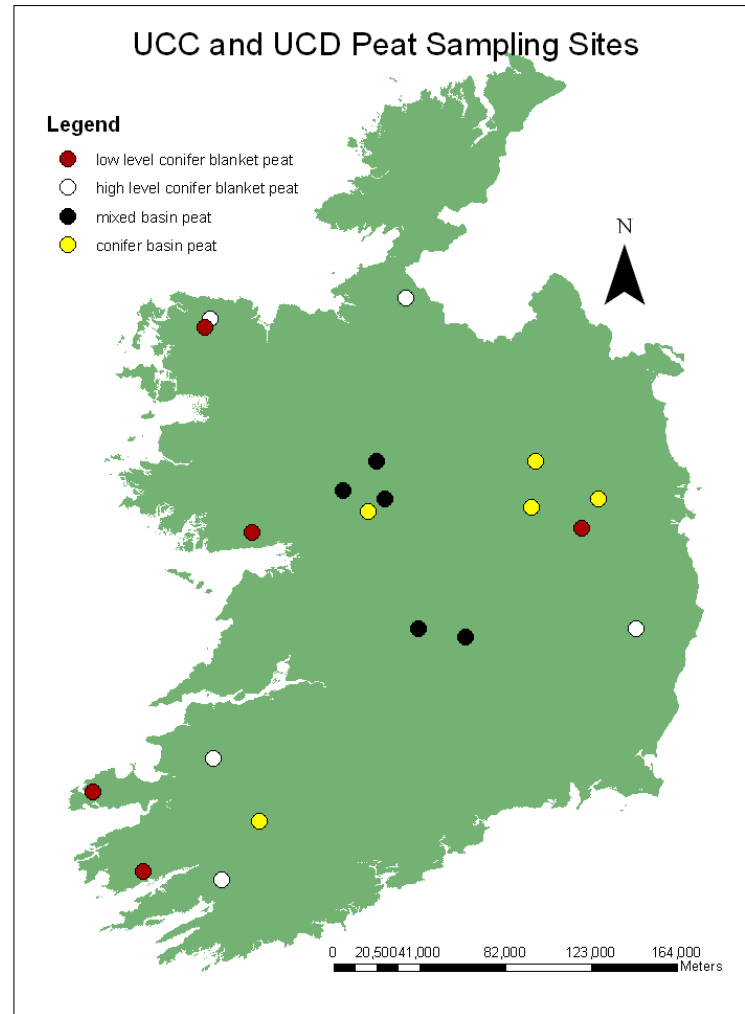 UCC and UCD Peat Sampling Sites
Legend
low level conifer blanket peat
high level conifer blanket peat
mixed basin peat
conifer basin peat
N
0 20,50041,000 82,000 123,000 164,000
Meters